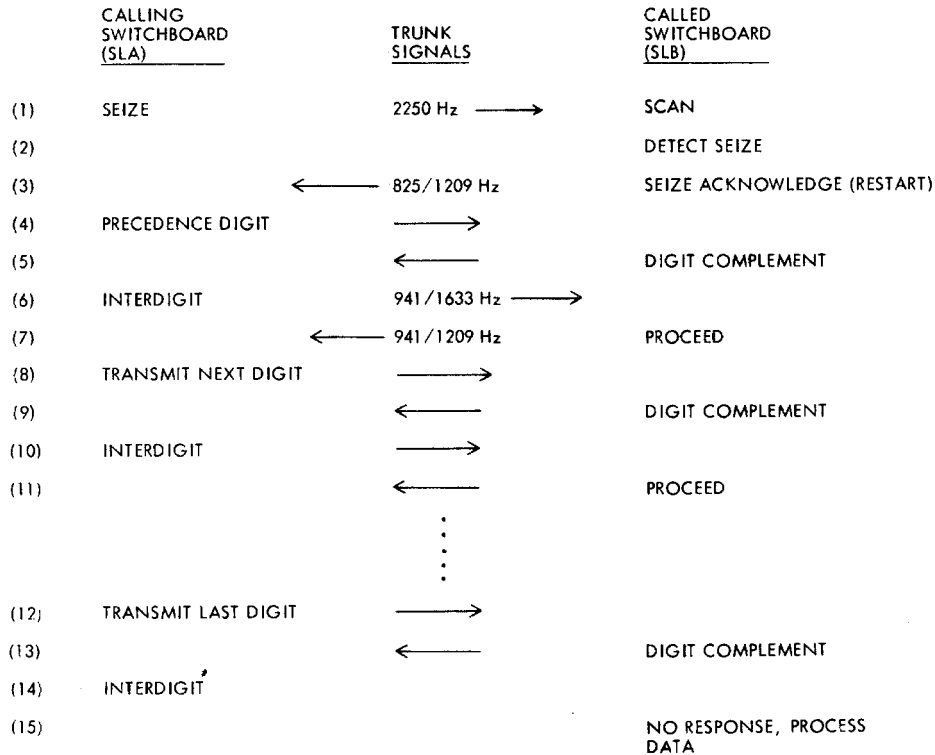 CALLING SWITCHBOARD (SLA)
TRUNK SIGNALS
CALLED SWITCHBOARD (SLB)
(1) SEIZE 2250 Hz SCAN
(2) DETECT SEIZE
(3) 825/1209 Hz SEIZE ACKNOWLEDGE (RESTART)
(4) PRECEDENCE DIGIT
(5) DIGIT COMPLEMENT
(6) INTERDIGIT 941/1633 Hz
(7) 941/1209 Hz PROCEED
(8) TRANSMIT NEXT DIGIT
(9) DIGIT COMPLEMENT
(10) INTERDIGIT
(11) PROCEED
(12) TRANSMIT LAST DIGIT
(13) DIGIT COMPLEMENT
(14) INTERDIGIT
(15) NO RESPONSE, PROCESS
DATA